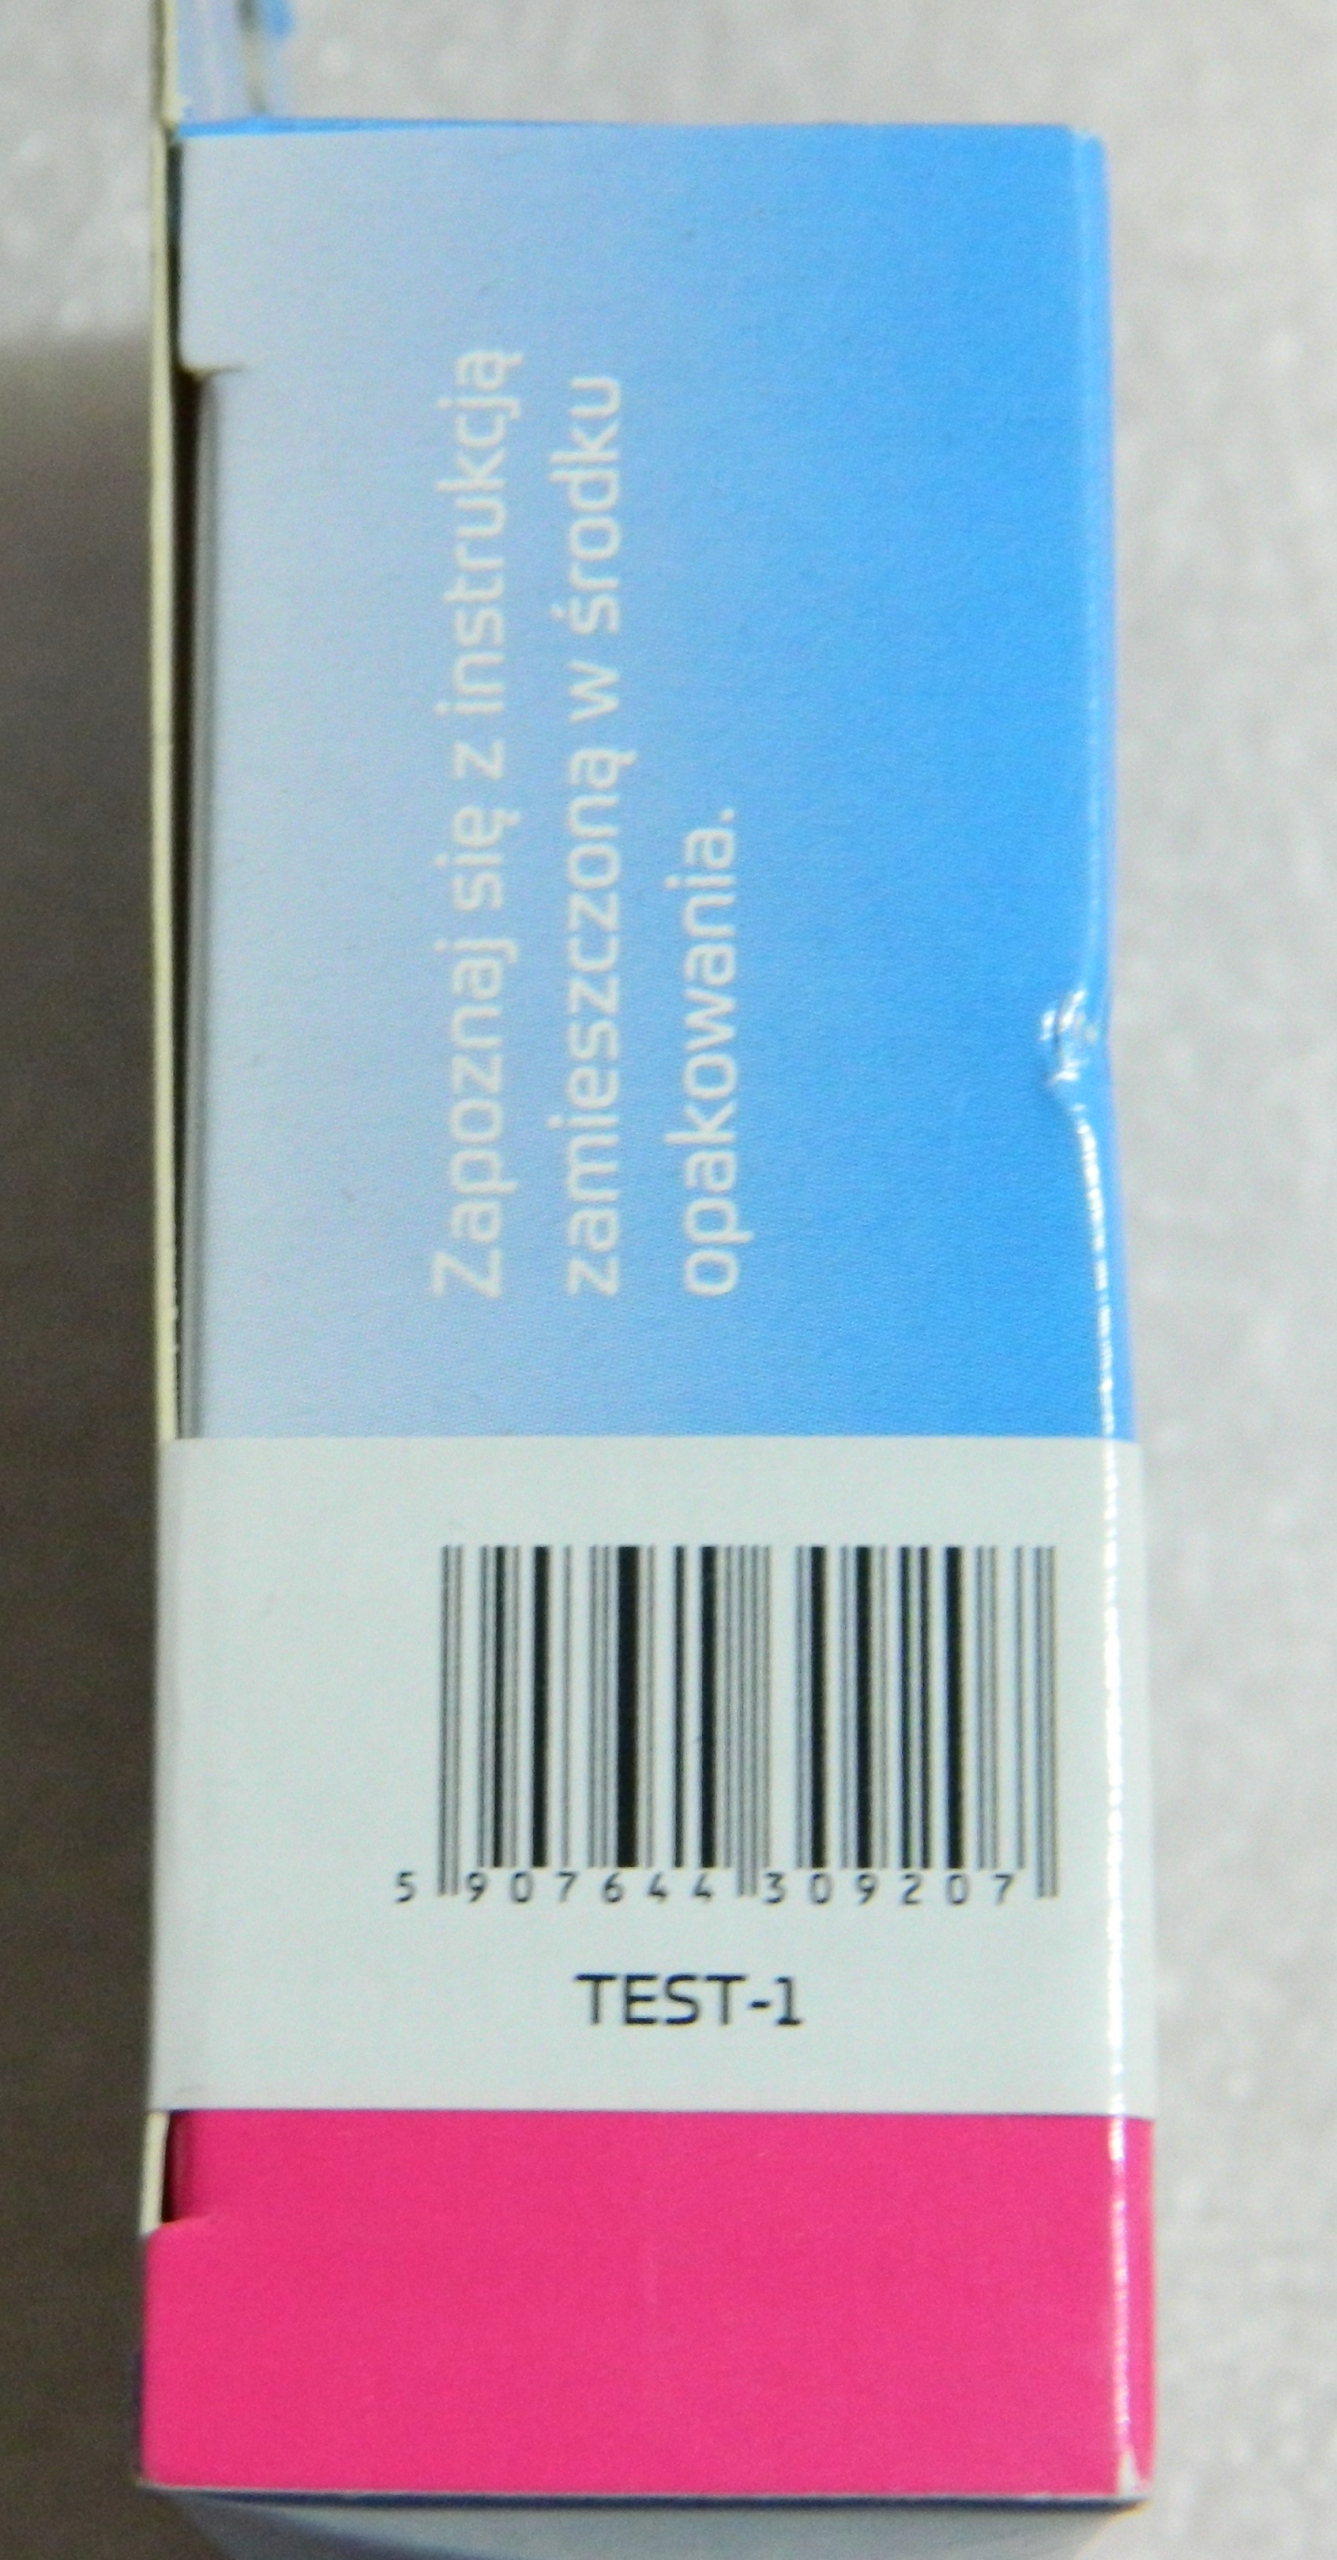 Zapoznaj się z instrukcją
zamieszczoną w środku
opakowania.
5 907644 309207
TEST-1